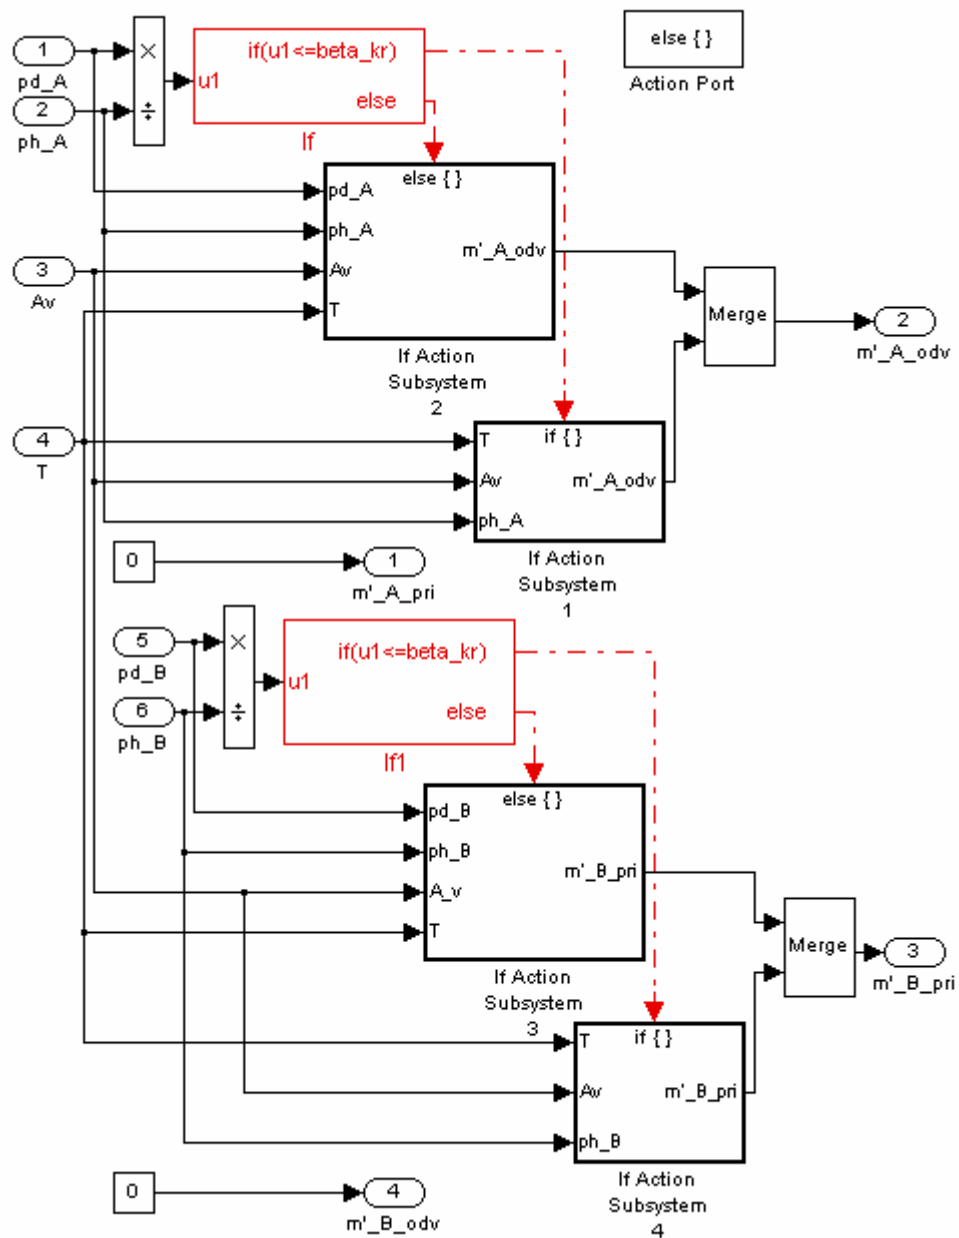 1
pd_A
2
ph_A
×
÷
u1
if(u1<=beta_kr)
else
If
else { }
Action Port
else { }
pd_A
ph_A
Av
T
m'_A_odv
If Action
Subsystem
2
3
Av
Merge
2
m'_A_odv
4
T
if { }
T
Av
ph_A
m'_A_odv
If Action
Subsystem
1
0
1
m'_A_pri
5
pd_B
6
ph_B
×
÷
u1
if(u1<=beta_kr)
else
If1
else { }
pd_B
ph_B
A_v
T
m'_B_pri
If Action
Subsystem
3
Merge
3
m'_B_pri
if { }
T
Av
ph_B
m'_B_pri
If Action
Subsystem
4
0
4
m'_B_odv